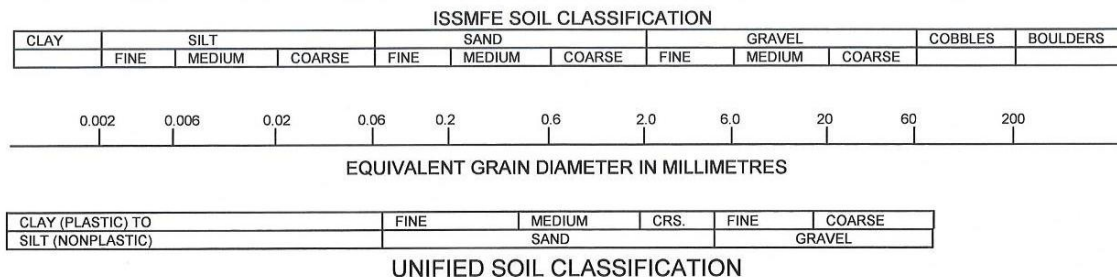 ISSMFE SOIL CLASSIFICATION
CLAY SILT SAND GRAVEL COBBLES BOULDERS
FINE MEDIUM COARSE FINE MEDIUM COARSE FINE MEDIUM COARSE
0.002 0.006 0.02 0.06 0.2 0.6 2.0 6.0 20 60 200
EQUIVALENT GRAIN DIAMETER IN MILLIMETRES
CLAY (PLASTIC) TO FINE MEDIUM CRS. FINE COARSE
SILT (NONPLASTIC) SAND GRAVEL
UNIFIED SOIL CLASSIFICATION